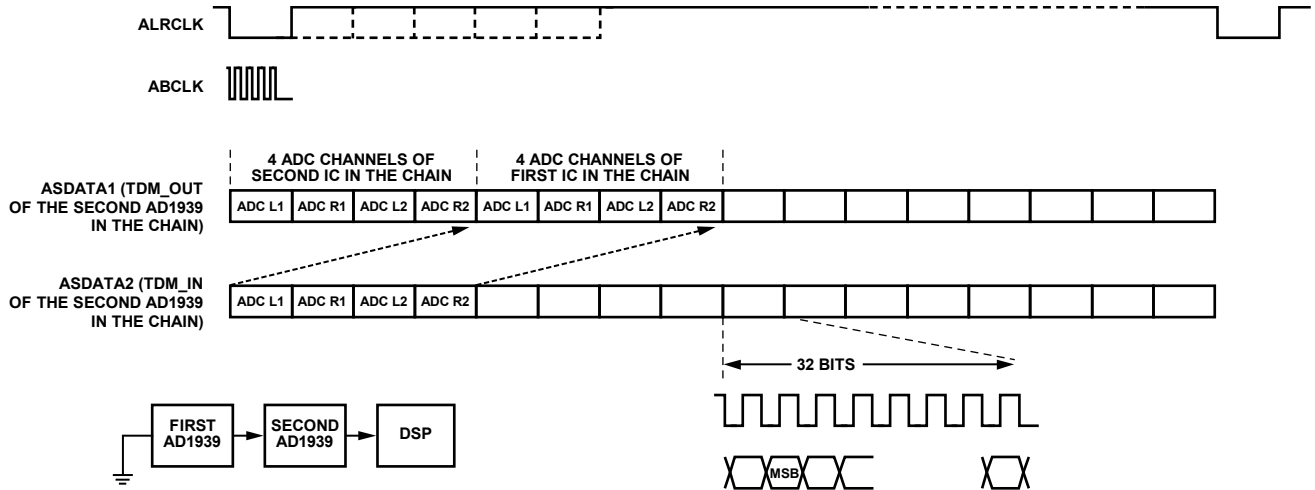 ALRCLK
ABCLK
4 ADC CHANNELS OF
SECOND IC IN THE CHAIN
4 ADC CHANNELS OF
FIRST IC IN THE CHAIN
ASDATA1 (TDM_OUT
OF THE SECOND AD1939
IN THE CHAIN)
ADC L1 ADC R1 ADC L2 ADC R2 ADC L1 ADC R1 ADC L2 ADC R2
ASDATA2 (TDM_IN
OF THE SECOND AD1939
IN THE CHAIN)
ADC L1 ADC R1 ADC L2 ADC R2
32 BITS
FIRST
AD1939
SECOND
AD1939
DSP
MSB